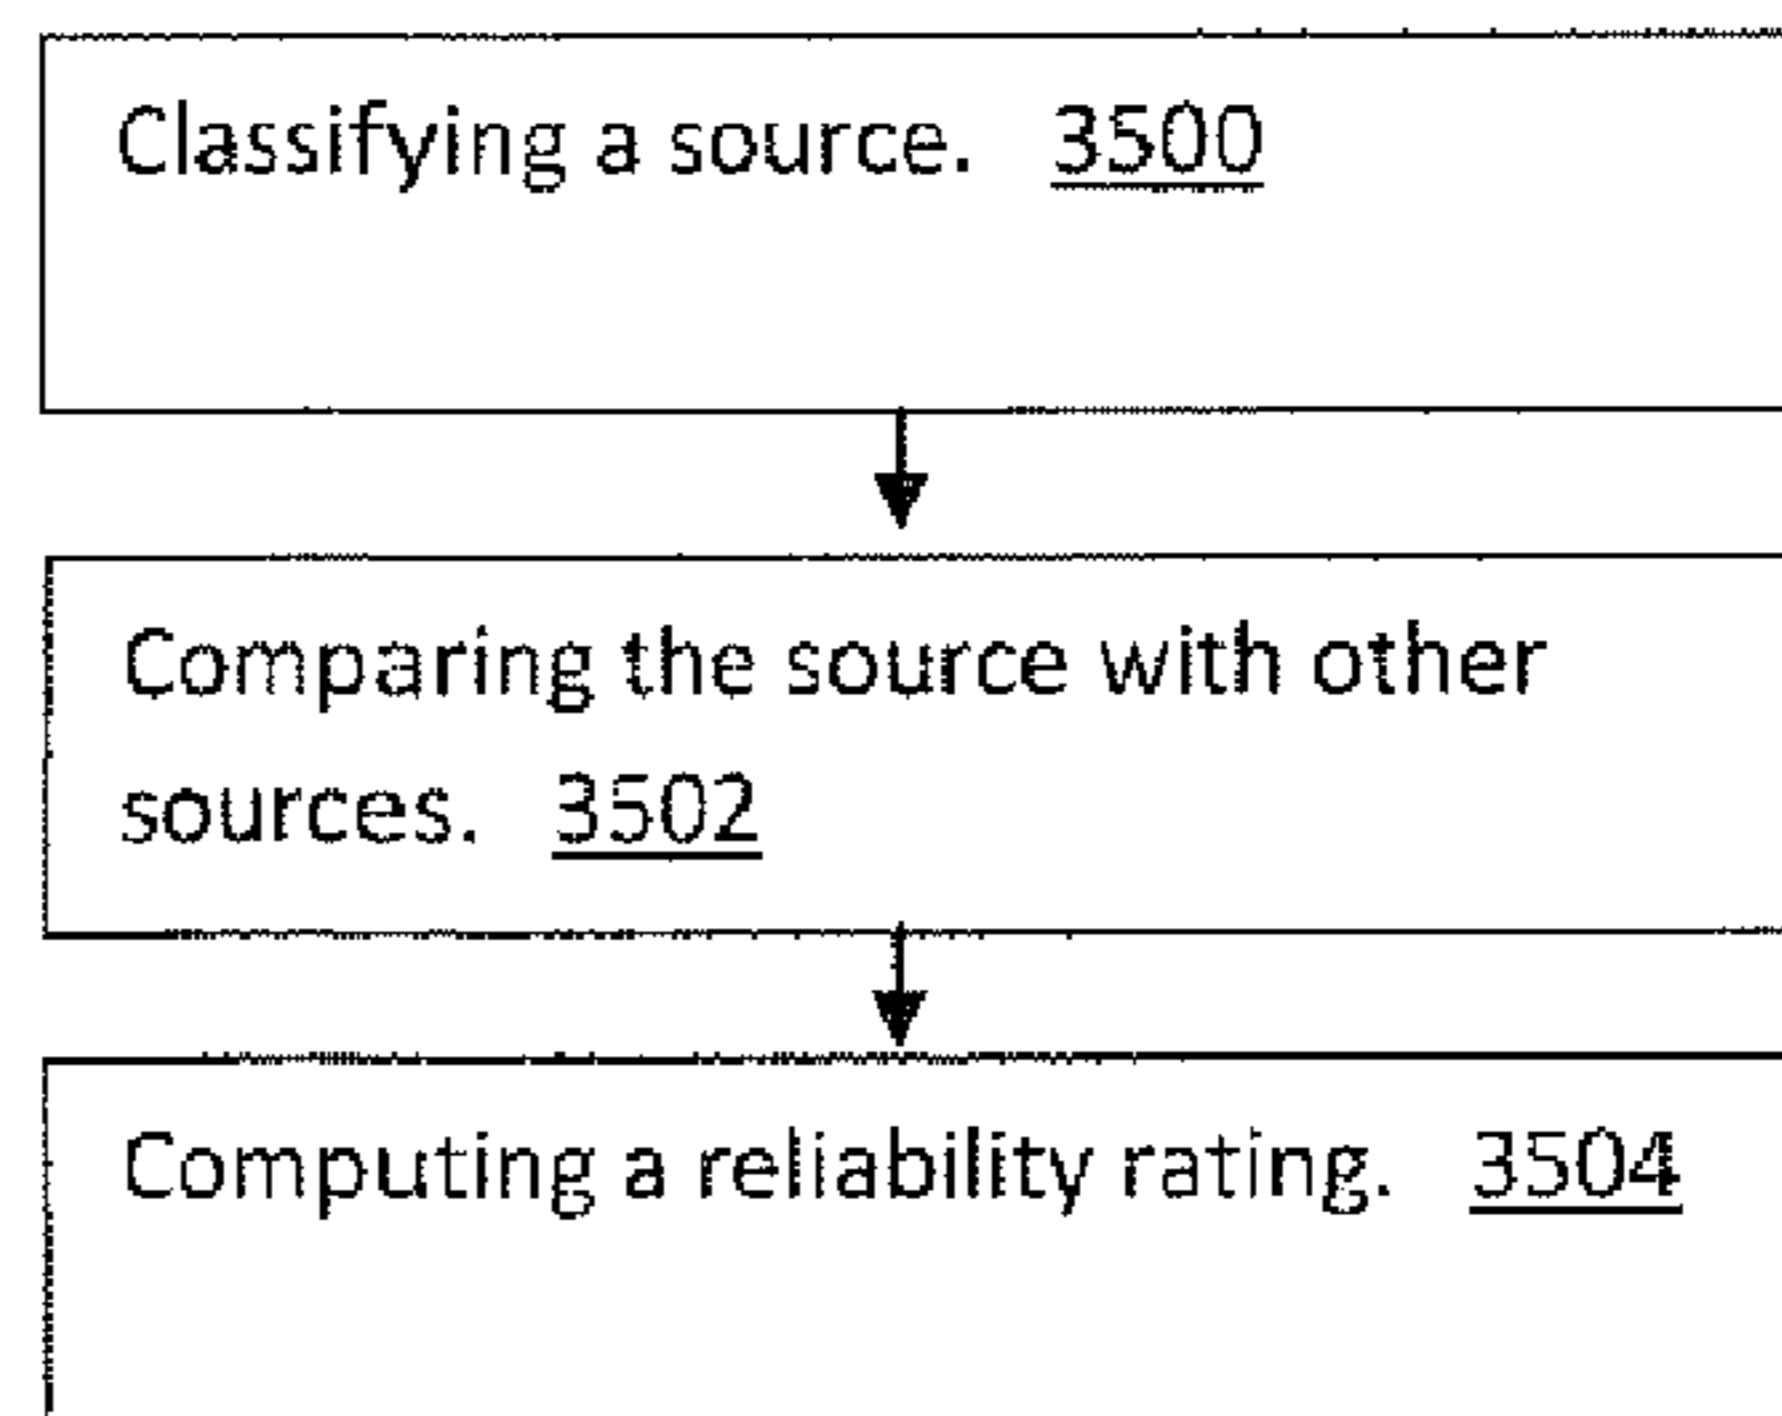 Classifying a source. 3500
Comparing the source with other
sources. 3502
Computing a reliability rating. 3504